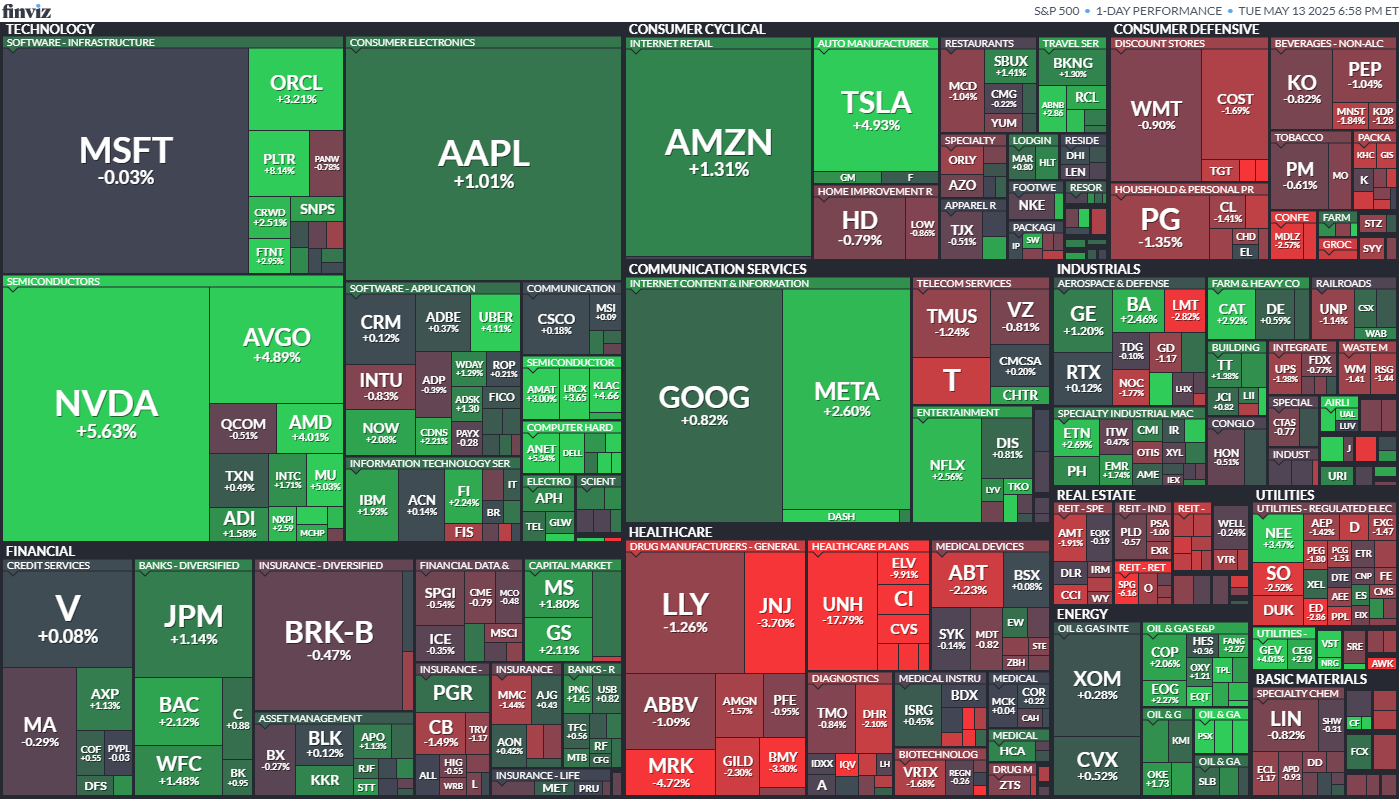 finviz
S&P 500 • 1-DAY PERFORMANCE • TUE MAY 13 2025 6:58 PM ET
TECHNOLOGY
SOFTWARE - INFRASTRUCTURE
MSFT
-0.03%
ORCL
+3.21%
PLTR
+8.14%
PANW
-0.78%
CRWD
+2.51%
SNPS
FTNT
+2.95%
CONSUMER ELECTRONICS
AAPL
+1.01%
SEMICONDUCTORS
NVDA
+5.63%
AVGO
+4.89%
QCOM
-0.51%
AMD
+4.01%
TXN
+0.49%
INTC
+1.71%
MU
+5.03%
ADI
+1.58%
NXPI
+2.59
MCHP
SOFTWARE - APPLICATION
CRM
+0.12%
ADBE
+0.37%
UBER
+4.11%
INTU
-0.83%
ADP
-0.39%
WDAY
+1.29%
ROP
+0.21%
NOW
+2.08%
ADSK
+1.30
FICO
CDNS
+2.21%
PAYX
-0.28
COMMUNICATION
CSCO
+0.18%
MSI
+0.09
SEMICONDUCTOR
AMAT
+3.00%
LRCX
+3.65
KLAC
+4.66
COMPUTER HARD
ANET
+5.34%
DELL
INFORMATION TECHNOLOGY SER
IBM
+1.93%
ACN
+0.14%
FI
+2.24%
IT
BR
FIS
ELECTRO
APH
TEL
GLW
SCIENT
CONSUMER CYCLICAL
INTERNET RETAIL
AMZN
+1.31%
AUTO MANUFACTURER
TSLA
+4.93%
GM
F
HOME IMPROVEMENT R
HD
-0.79%
LOW
-0.86%
RESTAURANTS
MCD
-1.04%
SBUX
+1.41%
CMG
-0.22%
YUM
TRAVEL SER
BKNG
+1.30%
ABNB
+2.86
RCL
SPECIALTY
ORLY
AZO
LODGIN
MAR
+0.80
HLT
RESIDE
DHI
LEN
APPAREL R
TJX
-0.51%
FOOTWE
NKE
RESOR
PACKAGI
IP
SW
CONSUMER DEFENSIVE
DISCOUNT STORES
WMT
-0.90%
COST
-1.69%
TGT
BEVERAGES - NON-ALC
KO
-0.82%
PEP
-1.04%
MNST
-1.84%
KDP
-1.28
HOUSEHOLD & PERSONAL PR
PG
-1.35%
CL
-1.41%
CHD
EL
TOBACCO
PM
-0.61%
MO
PACKA
KHC
GIS
K
CONFE
MDLZ
-2.57%
FARM
STZ
GROC
SYY
COMMUNICATION SERVICES
INTERNET CONTENT & INFORMATION
GOOG
+0.82%
META
+2.60%
DASH
TELECOM SERVICES
TMUS
-1.24%
VZ
-0.81%
T
CMCSA
+0.20%
CHTR
ENTERTAINMENT
NFLX
+2.56%
DIS
+0.81%
LYV
TKO
INDUSTRIALS
AEROSPACE & DEFENSE
GE
+1.20%
BA
+2.46%
LMT
-2.82%
RTX
+0.12%
TDG
-0.10%
GD
-1.17
NOC
-1.77%
LHX
FARM & HEAVY CO
CAT
+2.92%
DE
+0.59%
RAILROADS
UNP
-1.14%
CSX
WAB
BUILDING
TT
+1.38%
JCI
+0.82
LII
INTEGRATE
UPS
-1.38%
FDX
-0.77%
WASTE M
WM
-1.41
RSG
-1.44
SPECIALTY INDUSTRIAL MAC
ETN
+2.69%
ITW
-0.47%
CMI
IR
OTIS
XYL
PH
EMR
+1.74%
AME
IEX
CONGLO
HON
-0.51%
SPECIAL
CTAS
-0.77
AIRLI
UAL
LUV
INDUST
J
URI
HEALTHCARE
DRUG MANUFACTURERS - GENERAL
LLY
-1.26%
JNJ
-3.70%
ABBV
-1.09%
AMGN
-1.57%
PFE
-0.95%
MRK
-4.72%
GILD
-2.30%
BMY
-3.30%
HEALTHCARE PLANS
UNH
-17.79%
ELV
-9.91%
CI
CVS
MEDICAL DEVICES
ABT
-2.23%
BSX
+0.08%
SYK
-0.14%
MDT
-0.82
EW
STE
ZBH
DIAGNOSTICS
TMO
-0.84%
DHR
-2.10%
IDXX
IQV
LH
A
MEDICAL INSTRU
ISRG
+0.45%
BDX
MEDICAL
MCK
+0.04
COR
+0.22
CAH
BIOTECHNOLOG
VRTX
-1.68%
REGN
-0.26
MEDICAL
HCA
DRUG M
ZTS
REAL ESTATE
REIT - SPE
AMT
-1.91%
EQIX
-0.19
DLR
IRM
CCI
WY
REIT - IND
PLD
-0.57
PSA
-1.00
EXR
REIT -
WELL
-0.24%
VTR
REIT - RET
SPG
-6.16
O
UTILITIES
UTILITIES - REGULATED ELEC
NEE
+3.47%
AEP
-1.42%
D
EXC
-1.47
SO
-2.52%
PEG
-1.80
PCG
-1.51
ETR
XEL
DTE
CNP
FE
DUK
AEE
ES
CMS
ED
-2.86
PPL
EIX
UTILITIES -
GEV
+4.01%
CEG
+2.19
VST
NRG
SRE
AWK
ENERGY
OIL & GAS INTE
XOM
+0.28%
CVX
+0.52%
OIL & GAS E&P
COP
+2.06%
HES
+0.36
FANG
+2.27
OXY
+1.21
TPL
EOG
+2.27%
EQT
OIL & G
KMI
OKE
+1.73
OIL & GA
PSX
OIL & GA
SLB
BASIC MATERIALS
SPECIALTY CHEM
LIN
-0.82%
SHW
-0.31
ECL
-1.17
APD
-0.93
DD
CF
FCX
FINANCIAL
CREDIT SERVICES
V
+0.08%
MA
-0.29%
AXP
+1.13%
COF
+0.55
PYPL
-0.03
DFS
BANKS - DIVERSIFIED
JPM
+1.14%
BAC
+2.12%
C
+0.88
WFC
+1.48%
BK
+0.95
INSURANCE - DIVERSIFIED
BRK-B
-0.47%
ASSET MANAGEMENT
BX
-0.27%
BLK
+0.12%
APO
+1.13%
KKR
RJF
STT
FINANCIAL DATA &
SPGI
-0.54%
CME
-0.79
MCO
-0.48
ICE
-0.35%
MSCI
CAPITAL MARKET
MS
+1.80%
GS
+2.11%
INSURANCE -
PGR
CB
-1.49%
TRV
-1.17
ALL
HIG
-0.55
WRB
L
INSURANCE
MMC
-1.44%
AJG
+0.43
AON
+0.42%
BANKS - R
PNC
+1.45
USB
+0.82
TFC
+0.56
RF
MTB
CFG
INSURANCE - LIFE
MET
PRU